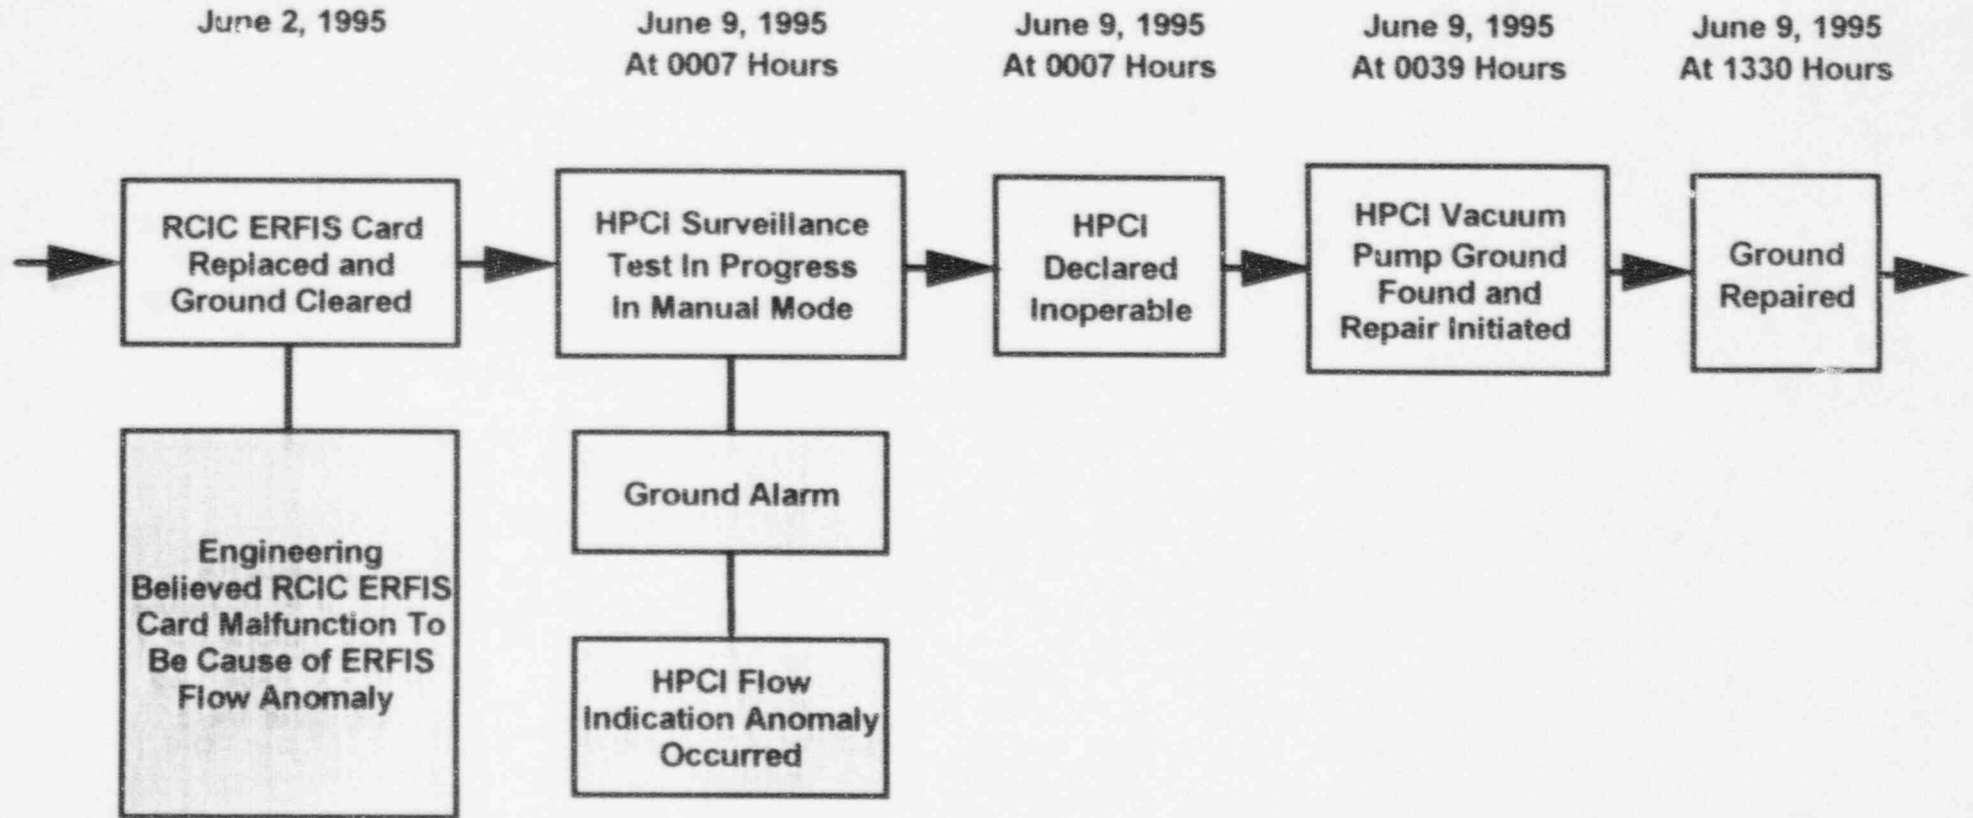 June 2, 1995
June 9, 1995
At 0007 Hours
June 9, 1995
At 0007 Hours
June 9, 1995
At 0039 Hours
June 9, 1995
At 1330 Hours
RCIC ERFIS Card
Replaced and
Ground Cleared
HPCI Surveillance
Test In Progress
In Manual Mode
HPCI
Declared
Inoperable
HPCI Vacuum
Pump Ground
Found and
Repair Initiated
Ground
Repaired
Engineering
Believed RCIC ERFIS
Card Malfunction To
Be Cause of ERFIS
Flow Anomaly
Ground Alarm
HPCI Flow
Indication Anomaly
Occurred